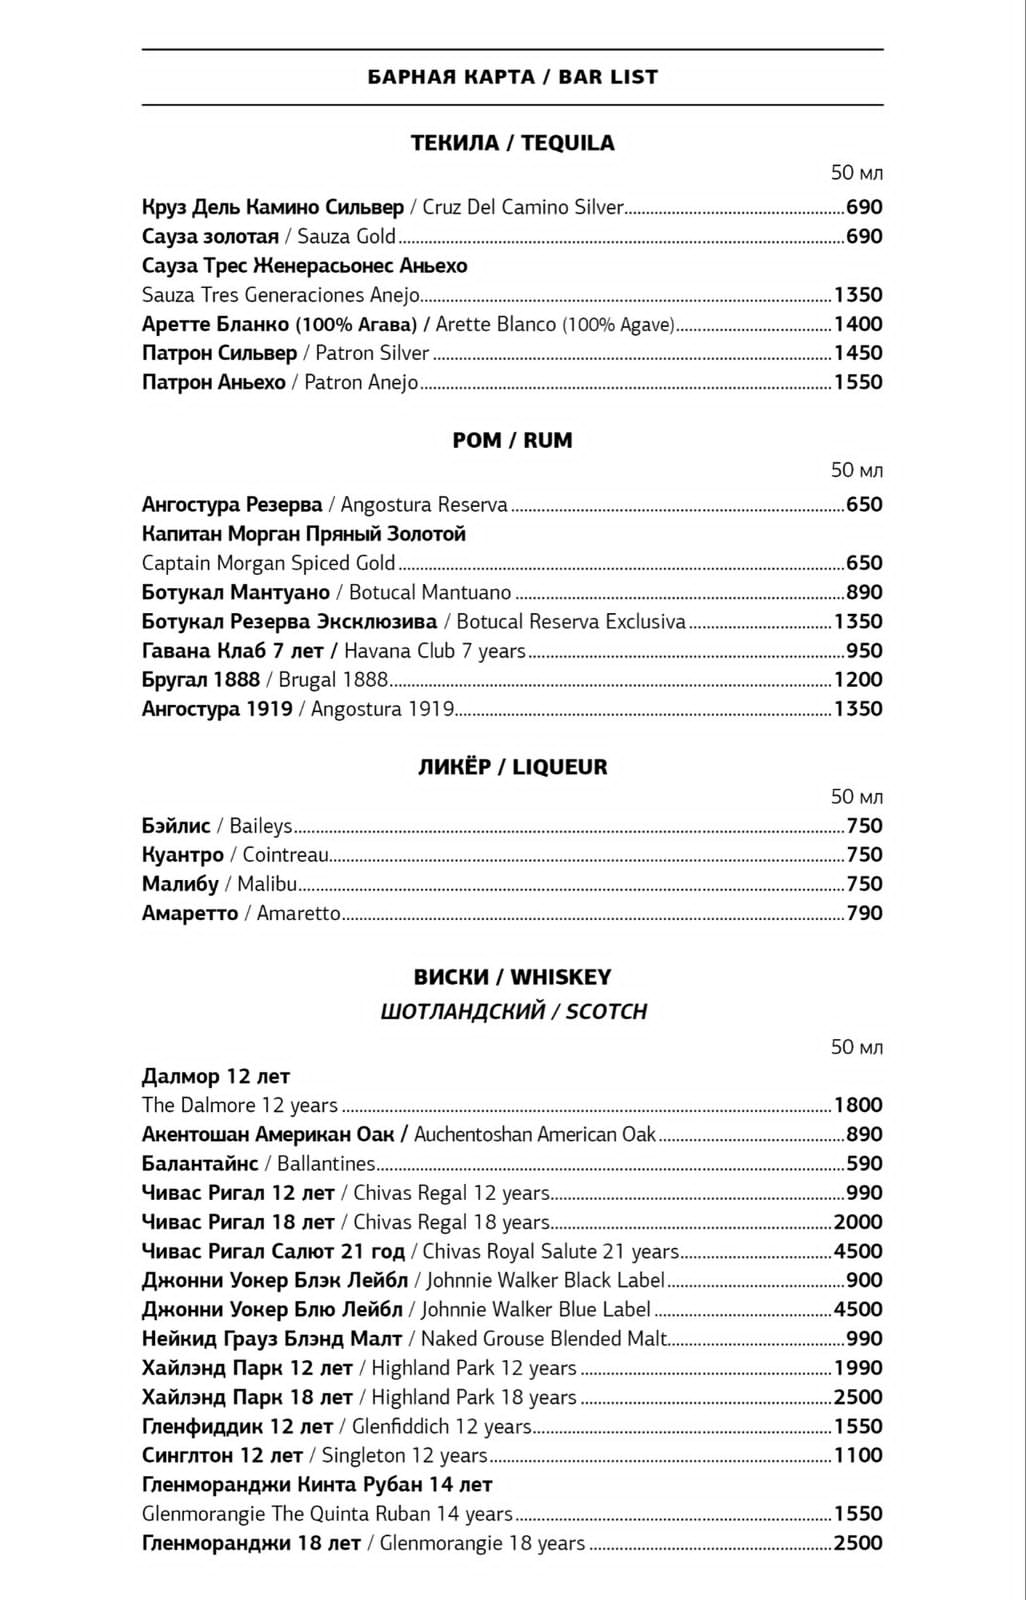 БАРНАЯ КАРТА / BAR LIST
ТЕКИЛА / TEQUILA
50 мл
Круз Дель Камино Сильвер / Cruz Del Camino Silver 690
Сауза золотая / Sauza Gold 690
Сауза Трес Женерасьонес Аньехо
Sauza Tres Generaciones Anejo 1350
Аретте Бланко (100% Агава) / Arette Blanco (100% Agave) 1400
Патрон Сильвер / Patron Silver 1450
Патрон Аньехо / Patron Anejo 1550
РОМ / RUM
50 мл
Ангостура Резерва / Angostura Reserva 650
Капитан Морган Пряный Золотой
Captain Morgan Spiced Gold 650
Ботукал Мантуано / Botucal Mantuano 890
Ботукал Резерва Эксклюзива / Botucal Reserva Exclusiva 1350
Гавана Клаб 7 лет / Havana Club 7 years 950
Бругал 1888 / Brugal 1888 1200
Ангостура 1919 / Angostura 1919 1350
ЛИКЁР / LIQUEUR
50 мл
Бэйлис / Baileys 750
Куантро / Cointreau 750
Малибу / Malibu 750
Амаретто / Amaretto 790
ВИСКИ / WHISKEY
ШОТЛАНДСКИЙ / SCOTCH
50 мл
Далмор 12 лет
The Dalmore 12 years 1800
Акентошан Американ Оак / Auchentoshan American Oak 890
Балантайнс / Ballantines 590
Чивас Ригал 12 лет / Chivas Regal 12 years 990
Чивас Ригал 18 лет / Chivas Regal 18 years 2000
Чивас Ригал Салют 21 год / Chivas Royal Salute 21 years 4500
Джонни Уокер Блэк Лейбл / Johnnie Walker Black Label 900
Джонни Уокер Блю Лейбл / Johnnie Walker Blue Label 4500
Нейкид Грауз Блэнд Малт / Naked Grouse Blended Malt 990
Хайлэнд Парк 12 лет / Highland Park 12 years 1990
Хайлэнд Парк 18 лет / Highland Park 18 years 2500
Гленфиддик 12 лет / Glenfiddich 12 years 1550
Синглтон 12 лет / Singleton 12 years 1100
Гленморанджи Кинта Рубан 14 лет
Glenmorangie The Quinta Ruban 14 years 1550
Гленморанджи 18 лет / Glenmorangie 18 years 2500